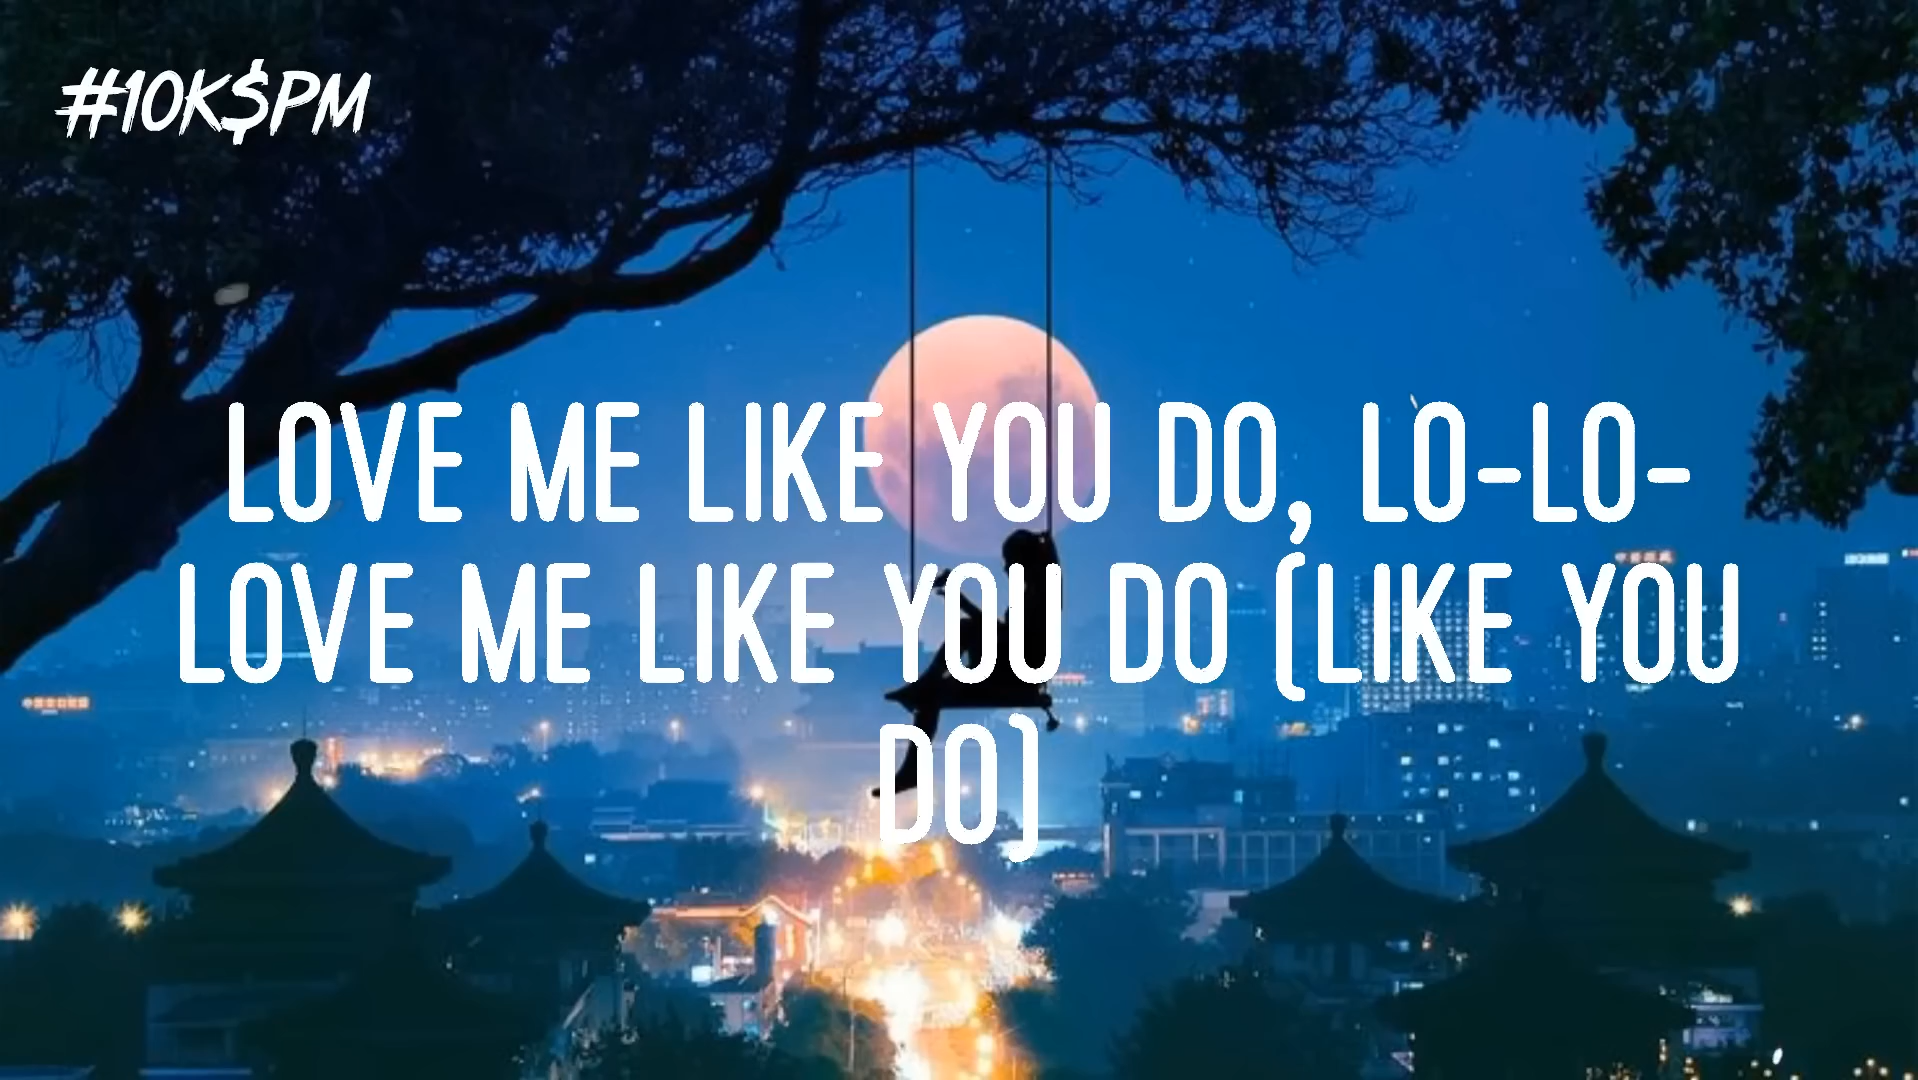 #10K$PM
LOVE ME LIKE YOU DO, LO-LO-
LOVE ME LIKE YOU DO (LIKE YOU
DO)